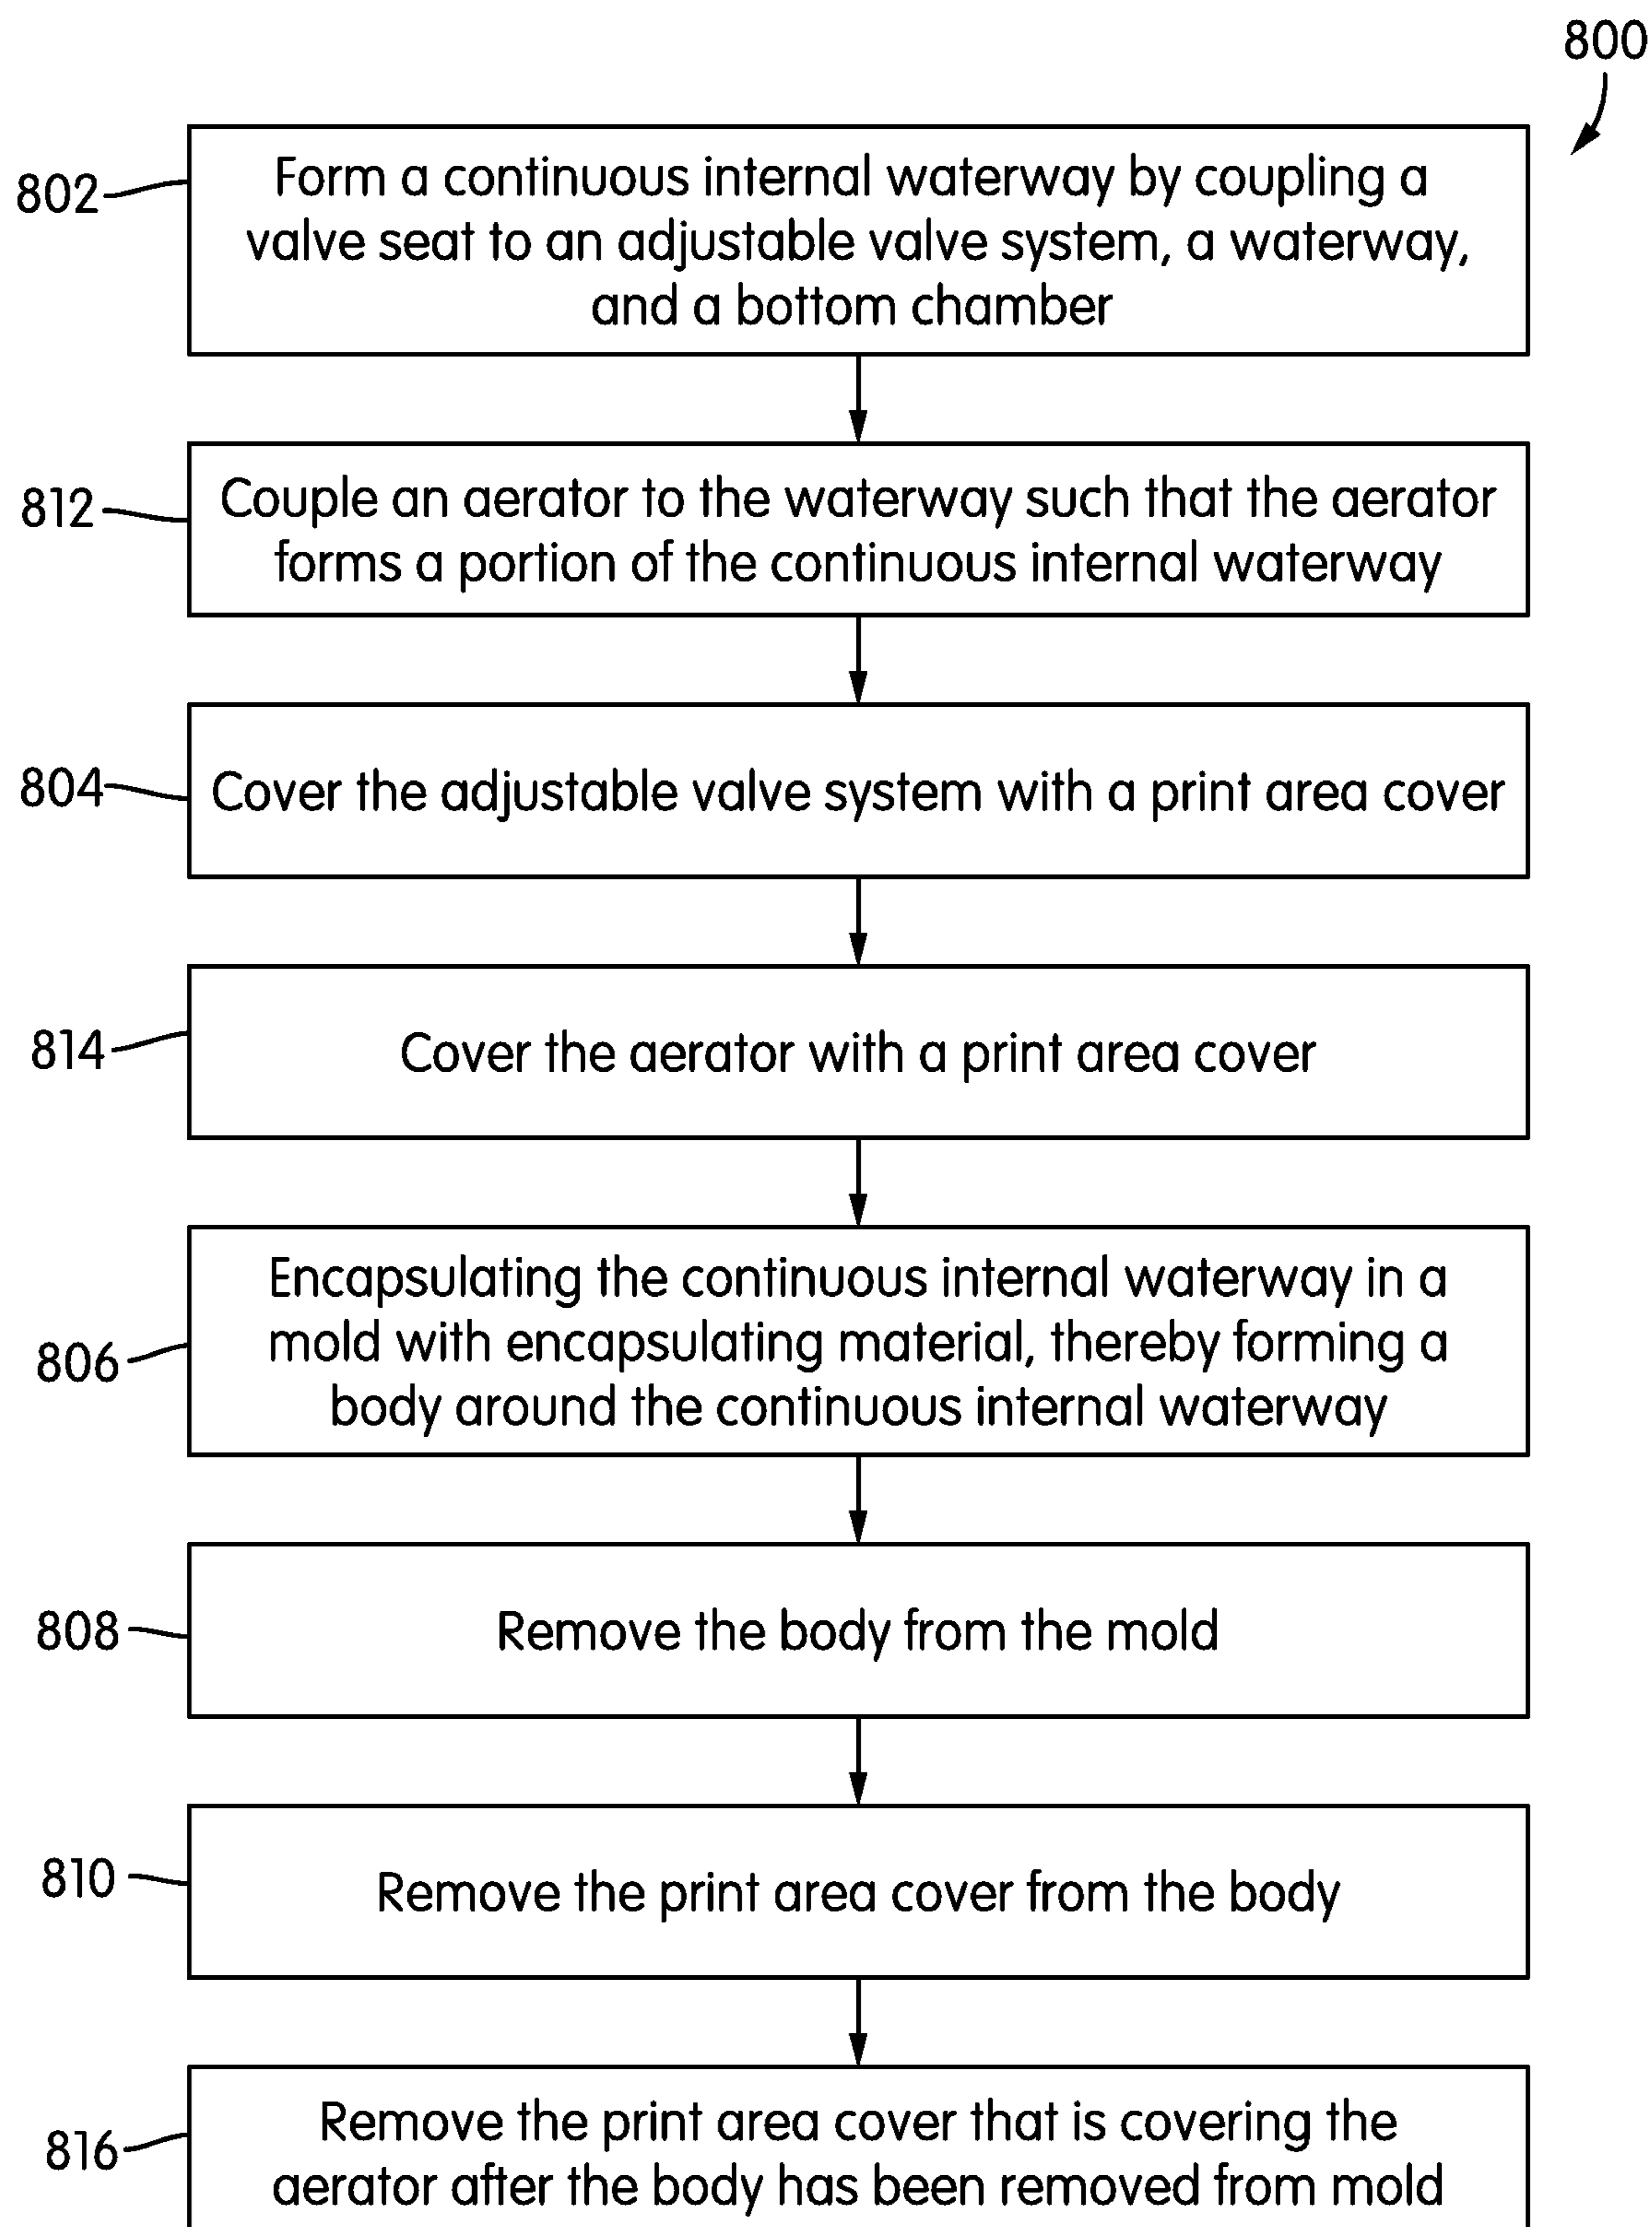 800
802
Form a continuous internal waterway by coupling a
valve seat to an adjustable valve system, a waterway,
and a bottom chamber
812
Couple an aerator to the waterway such that the aerator
forms a portion of the continuous internal waterway
804
Cover the adjustable valve system with a print area cover
814
Cover the aerator with a print area cover
806
Encapsulating the continuous internal waterway in a
mold with encapsulating material, thereby forming a
body around the continuous internal waterway
808
Remove the body from the mold
810
Remove the print area cover from the body
816
Remove the print area cover that is covering the
aerator after the body has been removed from mold